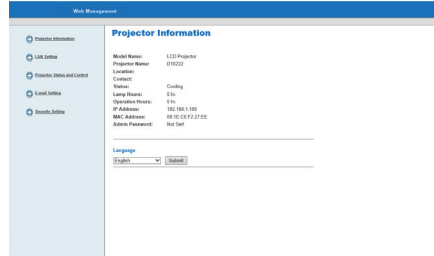 Web Management
Projector Information
Projector Information
LAN Setting
Projector Status and Control
E-mail Setting
Security Setting
Model Name: LCD Projector
Projector Name: D10222
Location:
Contact:
Status: Cooling
Lamp Hours: 5 hr.
Operation Hours: 5 hr.
IP Address: 192.168.1.100
MAC Address: 00:1E:C0:F2:27:EE
Admin Password: Not Set!
Language
English Submit